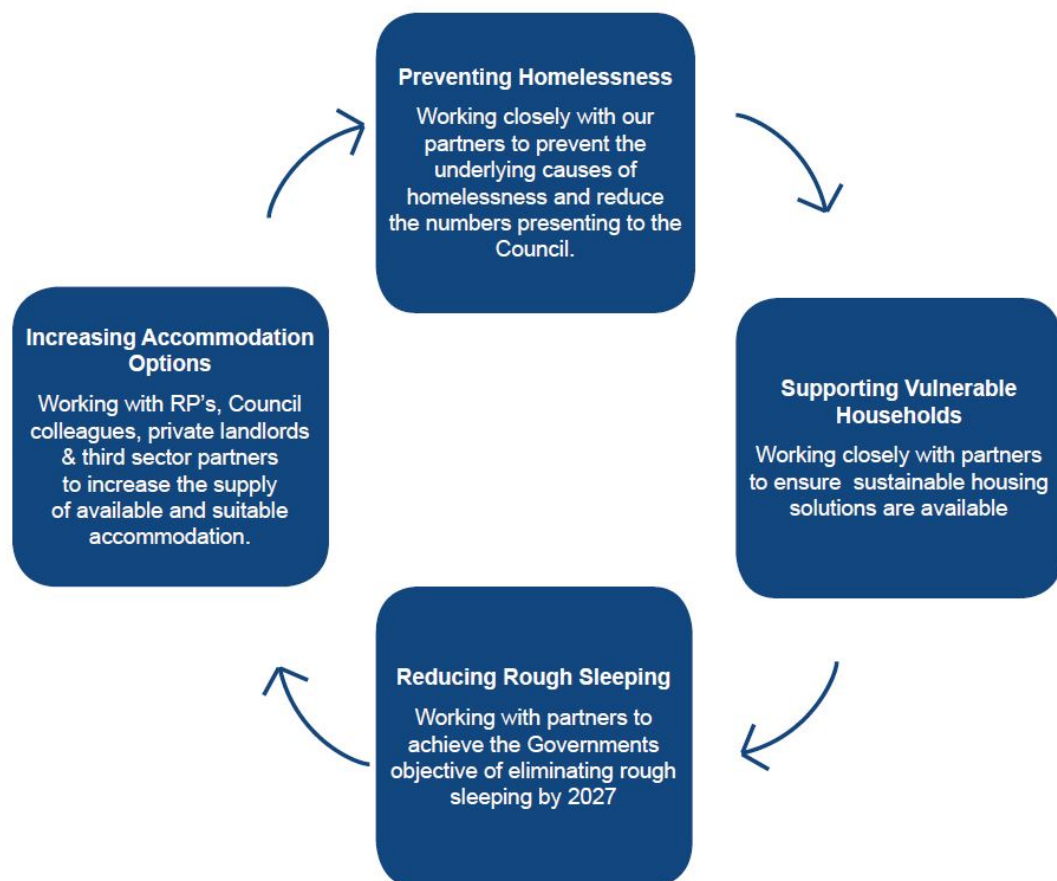 Preventing Homelessness
Working closely with our
partners to prevent the
underlying causes of
homelessness and reduce
the numbers presenting to the
Council.
Supporting Vulnerable
Households
Working closely with partners
to ensure sustainable housing
solutions are available
Reducing Rough Sleeping
Working with partners to
achieve the Governments
objective of eliminating rough
sleeping by 2027
Increasing Accommodation
Options
Working with RP's, Council
colleagues, private landlords
& third sector partners
to increase the supply
of available and suitable
accommodation.